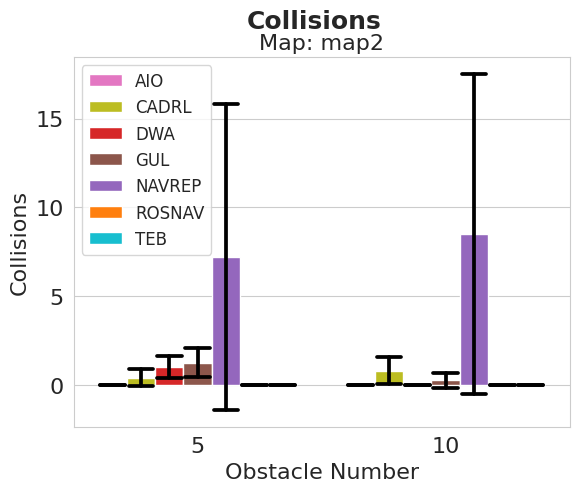 Collisions
Map: map2
AIO
CADRL
DWA
GUL
NAVREP
ROSNAV
TEB
15
10
5
0
Collisions
5 10
Obstacle Number